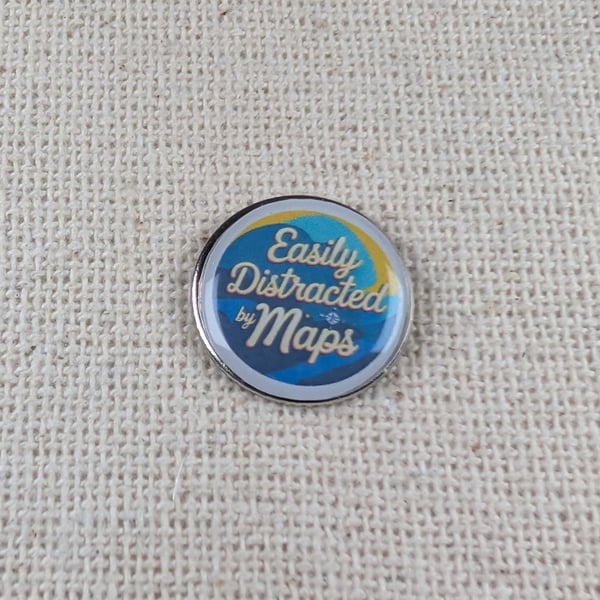 Easily
Distracted
by Maps